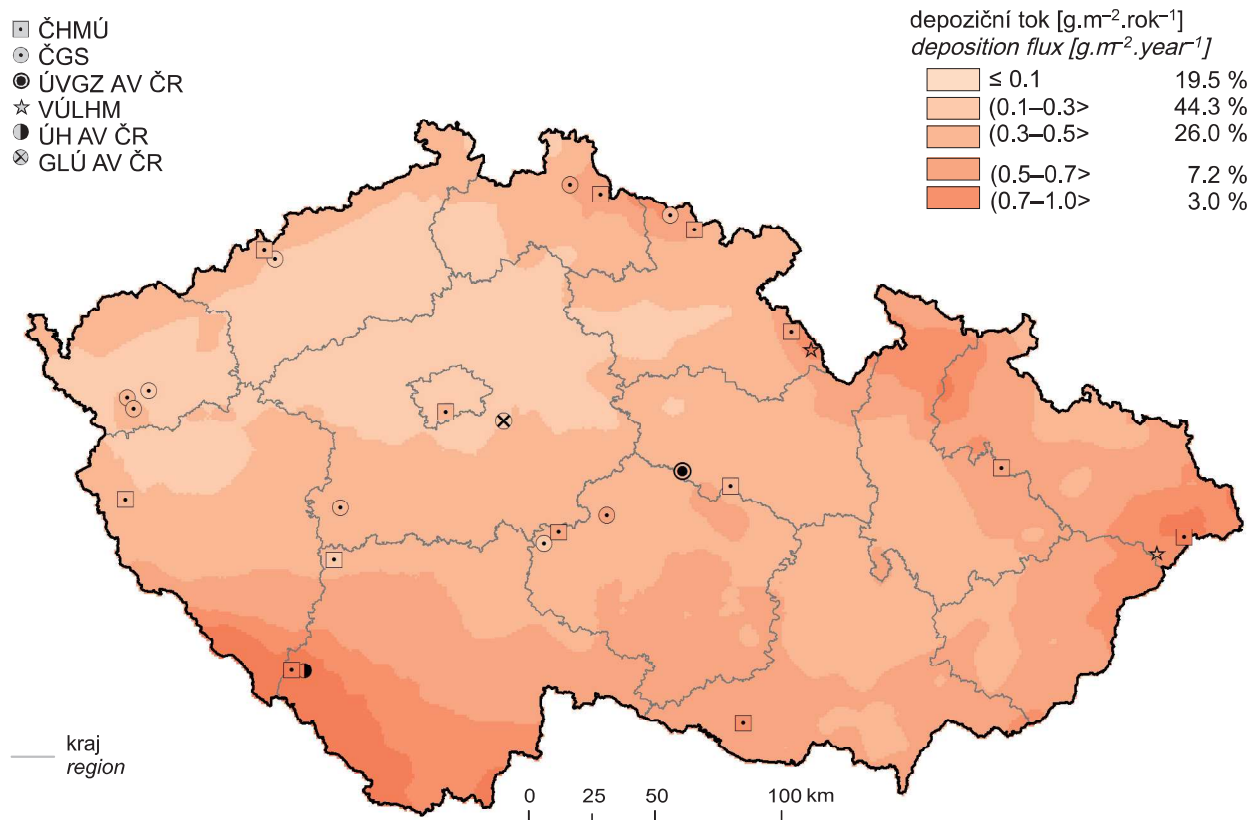 ČHMÚ
ČGS
ÚVGZ AV ČR
VÚLHM
ÚH AV ČR
GLÚ AV ČR
depoziční tok [g.m⁻².rok⁻¹]
deposition flux [g.m⁻².year⁻¹]
≤ 0.1 19.5 %
(0.1–0.3> 44.3 %
(0.3–0.5> 26.0 %
(0.5–0.7> 7.2 %
(0.7–1.0> 3.0 %
kraj
region
0 25 50 100 km